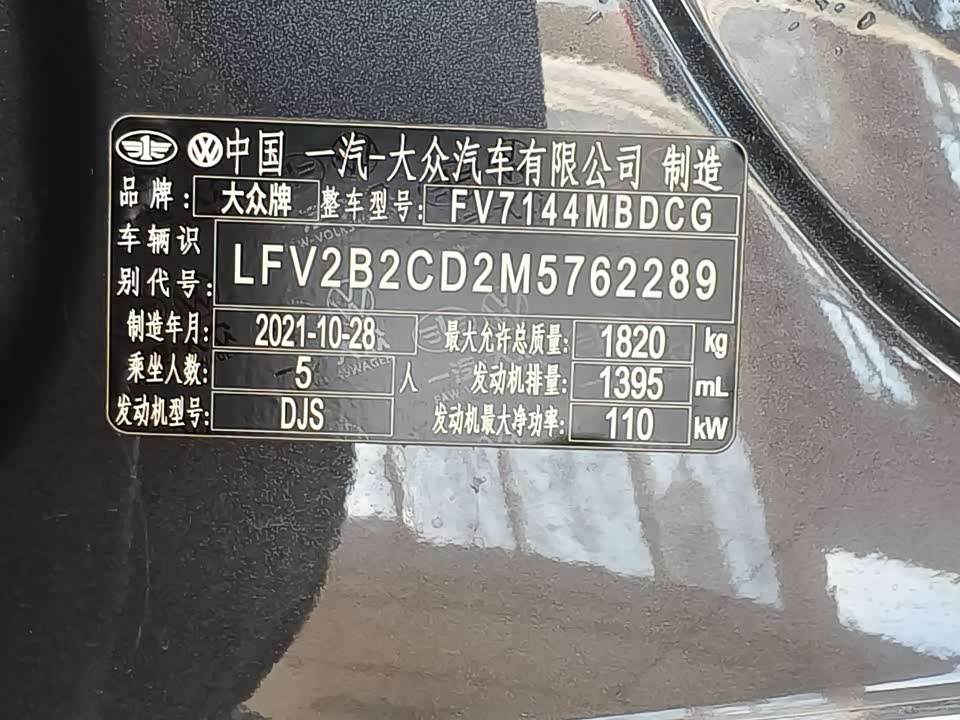 中国 一汽-大众汽车有限公司 制造
品牌: 大众牌 整车型号: FV7144MBDCG
车辆识别代号: LFV2B2CD2M5762289
制造年月: 2021-10-28 最大允许总质量: 1820 kg
乘坐人数: 5 人 发动机排量: 1395 mL
发动机型号: DJS 发动机最大净功率: 110 kW